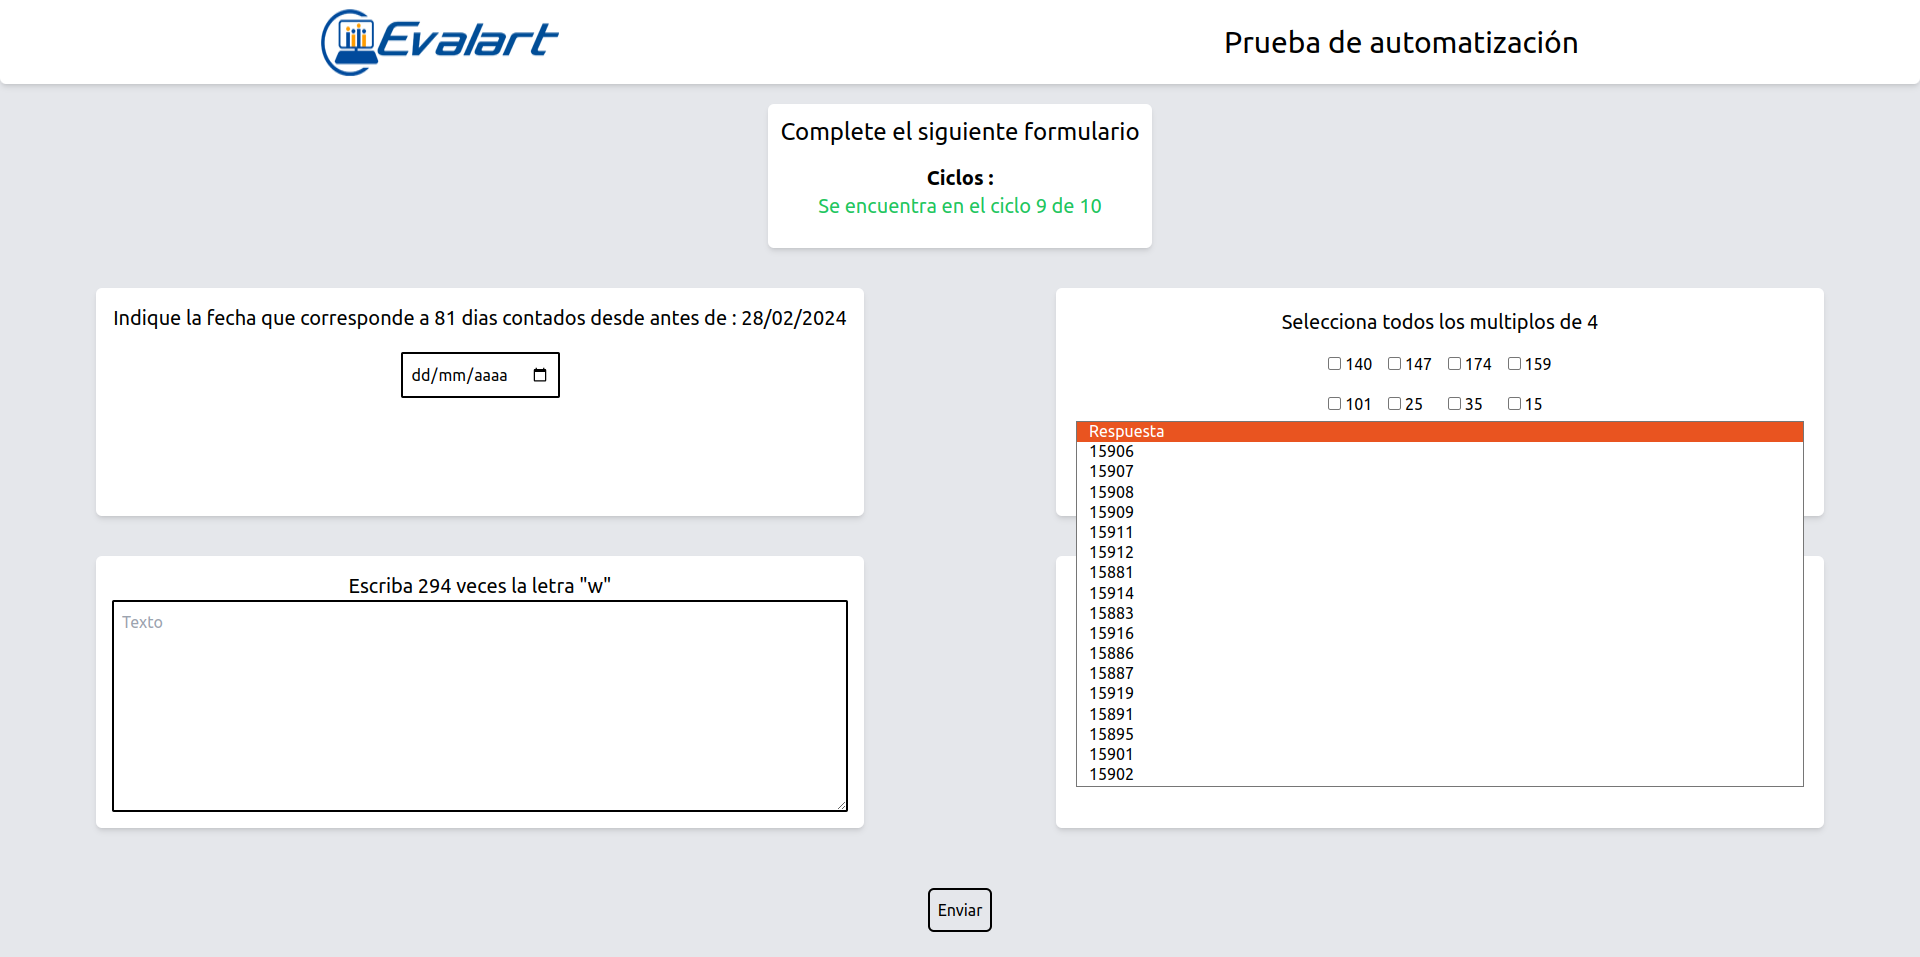 Evalart
Prueba de automatización
Complete el siguiente formulario
Ciclos :
Se encuentra en el ciclo 9 de 10
Indique la fecha que corresponde a 81 dias contados desde antes de : 28/02/2024
dd/mm/aaaa
Selecciona todos los multiplos de 4
140 147 174 159
101 25 35 15
Respuesta
15906
15907
15908
15909
15911
15912
15881
15914
15883
15916
15886
15887
15919
15891
15895
15901
15902
Escriba 294 veces la letra "w"
Texto
Enviar